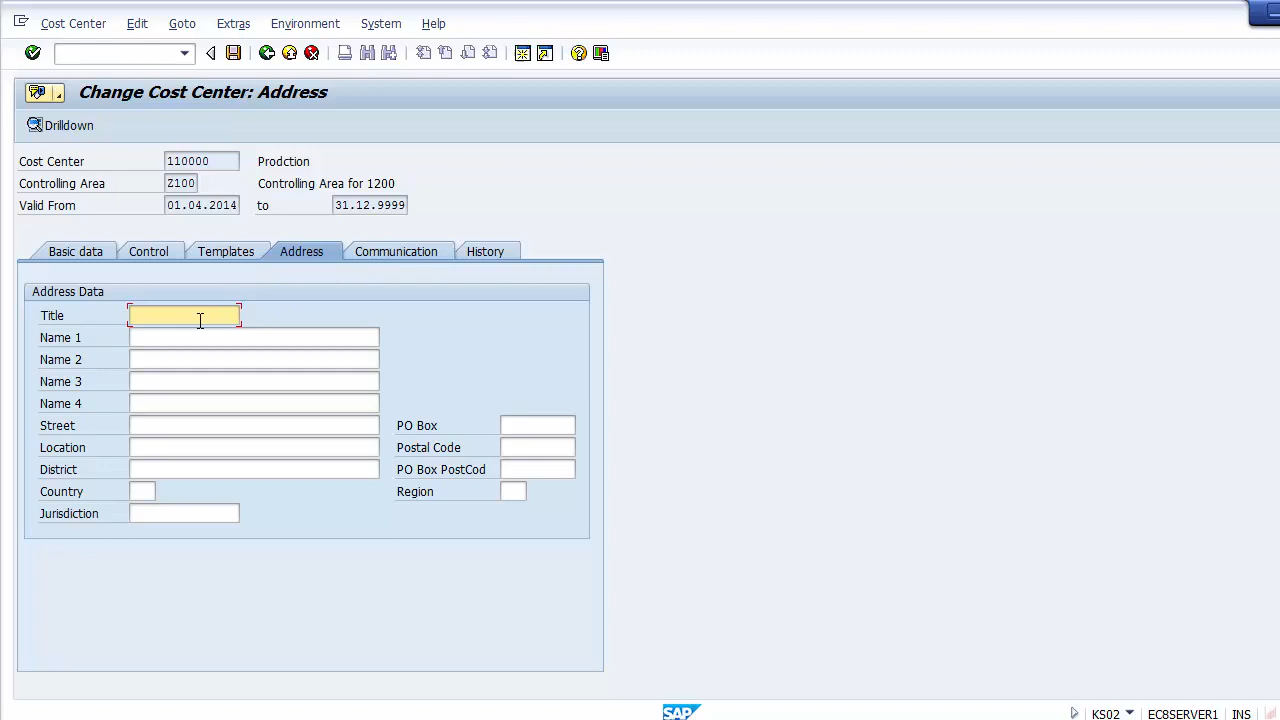 Cost Center Edit Goto Extras Environment System Help
Change Cost Center: Address
Drilldown
Cost Center 110000 Prodction
Controlling Area Z100 Controlling Area for 1200
Valid From 01.04.2014 to 31.12.9999
Basic data Control Templates Address Communication History
Address Data
Title
Name 1
Name 2
Name 3
Name 4
Street PO Box
Location Postal Code
District PO Box PostCod
Country Region
Jurisdiction
SAP KS02 EC8SERVER1 INS